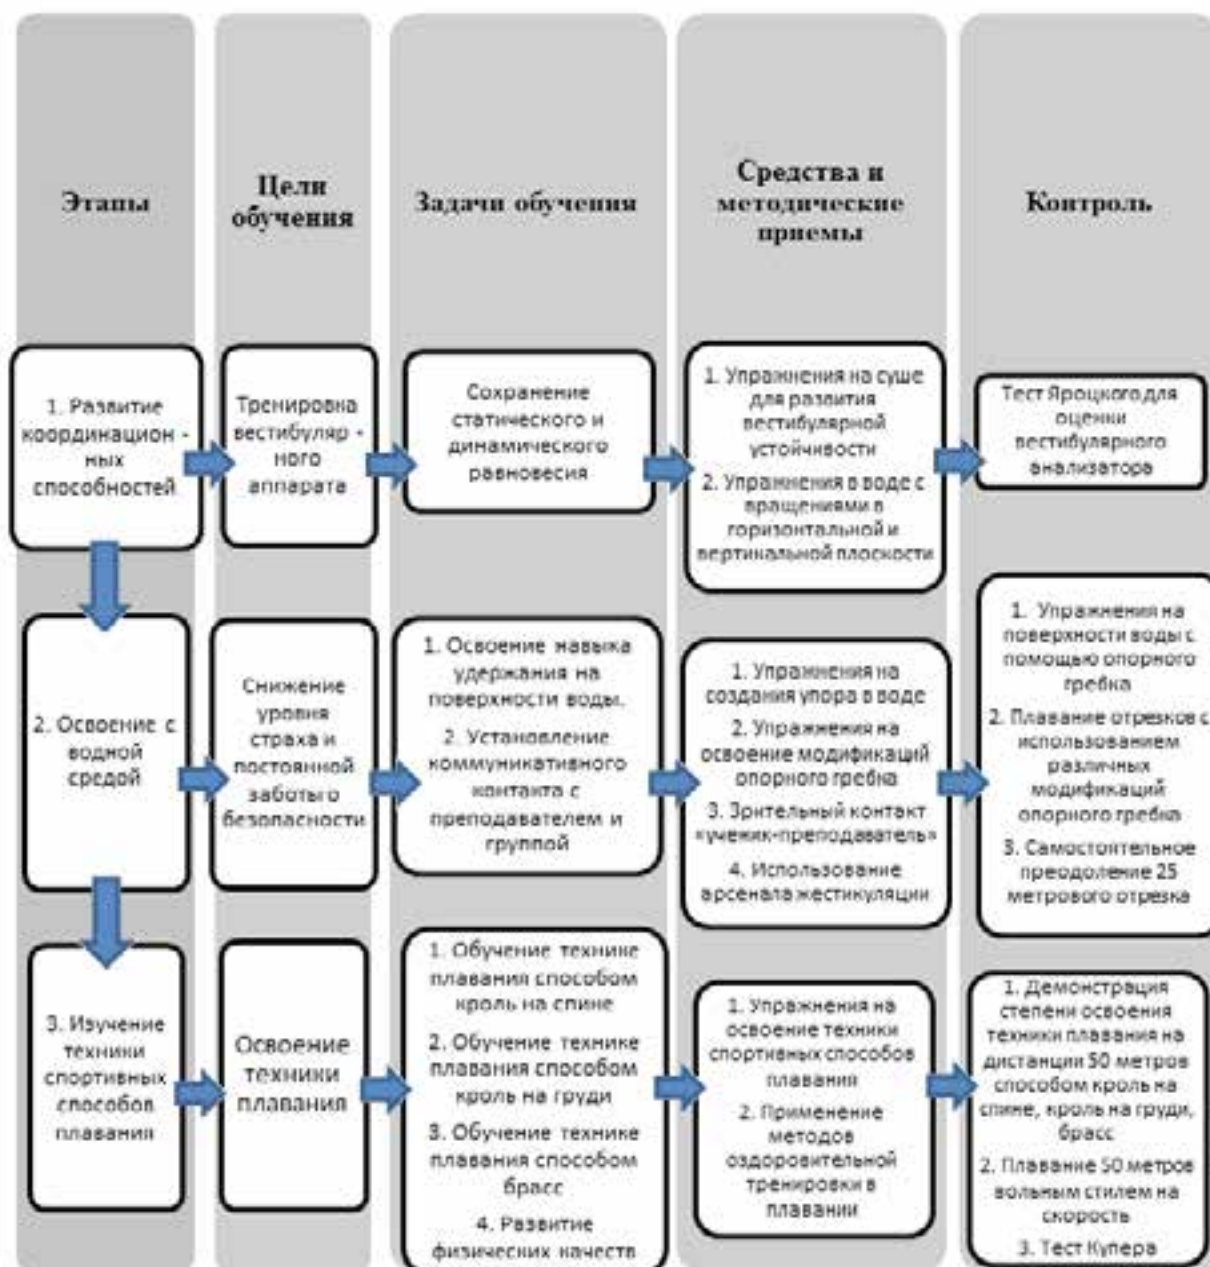 Этапы
Цели
обучения
Задачи обучения
Средства и
методические
приемы
Контроль
1. Развитие
координацион -
ных
способностей
Тренировка
вестибуляр -
ного
аппарата
Сохранение
статического и
динамического
равновесия
1. Упражнения на суше
для развития
вестибулярной
устойчивости
2. Упражнения в воде с
вращениями в
горизонтальной и
вертикальной плоскости
Тест Яроцкого для
оценки
вестибулярного
анализатора
2. Освоение с
водной
средой
Снижение
уровня
страха и
постоянной
заботы о
безопасности
1. Освоение навыка
удержания на
поверхности воды.
2. Установление
коммуникативного
контакта с
преподавателем и
группой
1. Упражнения на
создания упора в воде
2. Упражнения на
освоение модификаций
опорного гребка
3. Зрительный контакт
«ученик-преподаватель»
4. Использование
арсенала жестикуляции
1. Упражнения на
поверхности воды с
помощью опорного
гребка
2. Плавание отрезков с
использованием
различных
модификаций
опорного гребка
3. Самостоятельное
преодоление 25
метрового отрезка
3. Изучение
техники
спортивных
способов
плавания
Освоение
техники
плавания
1. Обучение технике
плавания способом
кроль на спине
2. Обучение технике
плавания способом
кроль на груди
3. Обучение технике
плавания способом
брасс
4. Развитие
физических качеств
1. Упражнения на
освоение техники
спортивных способов
плавания
2. Применение
методов
оздоровительной
тренировки в
плавании
1. Демонстрация
степени освоения
техники плавания на
дистанции 50 метров
способом кроль на
спине, кроль на груди,
брасс
2. Плавание 50 метров
вольным стилем на
скорость
3. Тест Купера